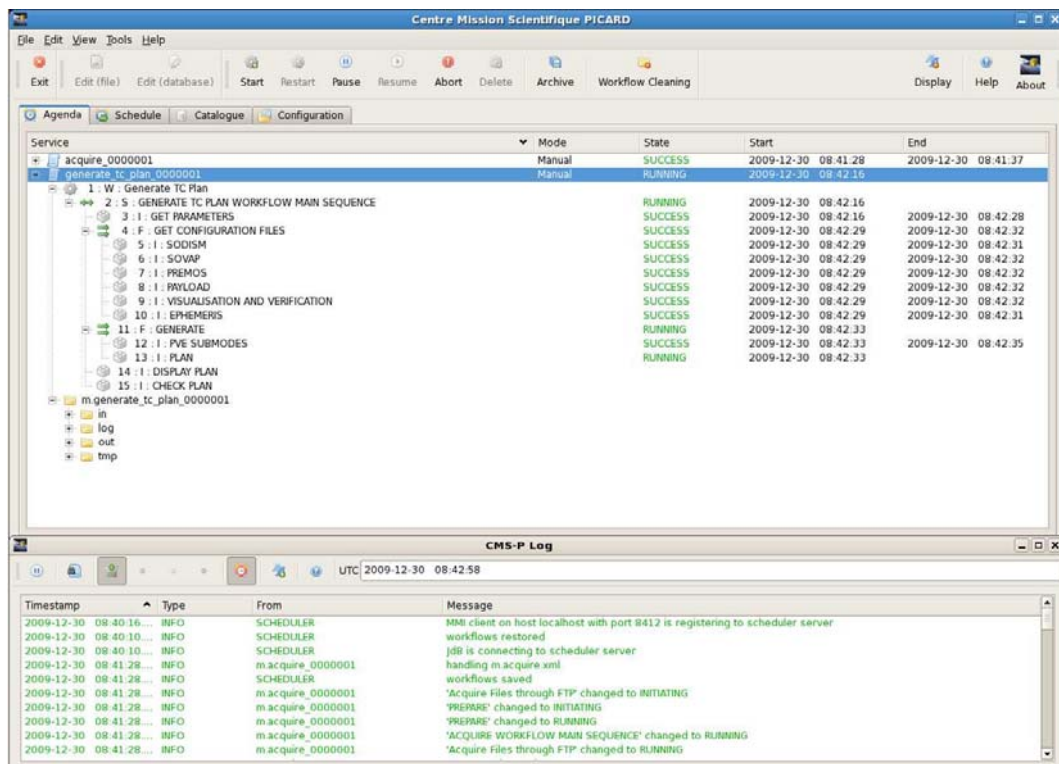 Centre Mission Scientifique PICARD
File Edit View Tools Help
Exit Edit (file) Edit (database) Start Restart Pause Resume Abort Delete Archive Workflow Cleaning Display Help About
Agenda Schedule Catalogue Configuration
Service Mode State Start End
acquire_0000001 Manual SUCCESS 2009-12-30 08:41:28 2009-12-30 08:41:37
generate_tc_plan_0000001 Manual RUNNING 2009-12-30 08:42:16
1 : W : Generate TC Plan
2 : S : GENERATE TC PLAN WORKFLOW MAIN SEQUENCE RUNNING 2009-12-30 08:42:16
3 : I : GET PARAMETERS SUCCESS 2009-12-30 08:42:16 2009-12-30 08:42:28
4 : F : GET CONFIGURATION FILES SUCCESS 2009-12-30 08:42:29 2009-12-30 08:42:32
5 : I : SODISM SUCCESS 2009-12-30 08:42:29 2009-12-30 08:42:31
6 : I : SOVAP SUCCESS 2009-12-30 08:42:29 2009-12-30 08:42:32
7 : I : PREMOS SUCCESS 2009-12-30 08:42:29 2009-12-30 08:42:32
8 : I : PAYLOAD SUCCESS 2009-12-30 08:42:29 2009-12-30 08:42:32
9 : I : VISUALISATION AND VERIFICATION SUCCESS 2009-12-30 08:42:29 2009-12-30 08:42:32
10 : I : EPHEMERIS SUCCESS 2009-12-30 08:42:29 2009-12-30 08:42:31
11 : F : GENERATE RUNNING 2009-12-30 08:42:33
12 : I : PVE SUBMODES SUCCESS 2009-12-30 08:42:33 2009-12-30 08:42:35
13 : I : PLAN RUNNING 2009-12-30 08:42:33
14 : I : DISPLAY PLAN
15 : I : CHECK PLAN
m.generate_tc_plan_0000001
in
log
out
tmp
CMS-P Log
UTC 2009-12-30 08:42:58
Timestamp Type From Message
2009-12-30 08:40:16.... INFO SCHEDULER MMI client on host localhost with port 8412 is registering to scheduler server
2009-12-30 08:40:10.... INFO SCHEDULER workflows restored
2009-12-30 08:40:10.... INFO SCHEDULER JdB is connecting to scheduler server
2009-12-30 08:41:28.... INFO m.acquire_0000001 handling m.acquire.xml
2009-12-30 08:41:28.... INFO SCHEDULER workflows saved
2009-12-30 08:41:28.... INFO m.acquire_0000001 'Acquire Files through FTP' changed to INITIATING
2009-12-30 08:41:28.... INFO m.acquire_0000001 'PREPARE' changed to INITIATING
2009-12-30 08:41:28.... INFO m.acquire_0000001 'PREPARE' changed to RUNNING
2009-12-30 08:41:28.... INFO m.acquire_0000001 'ACQUIRE WORKFLOW MAIN SEQUENCE' changed to RUNNING
2009-12-30 08:41:28.... INFO m.acquire_0000001 'Acquire Files through FTP' changed to RUNNING